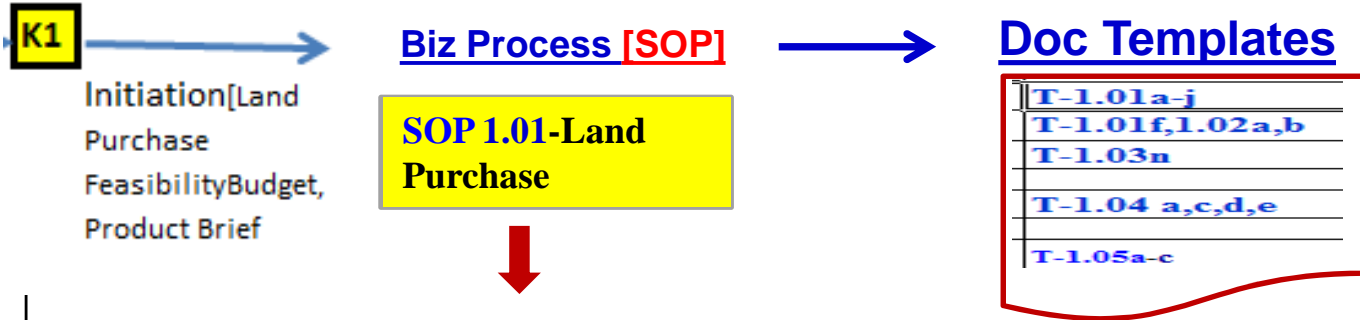 K1
Initiation[Land
Purchase
FeasibilityBudget,
Product Brief
Biz Process [SOP]
SOP 1.01-Land
Purchase
Doc Templates
T-1.01a-j
T-1.01f,1.02a,b
T-1.03n
T-1.04 a,c,d,e
T-1.05a-c